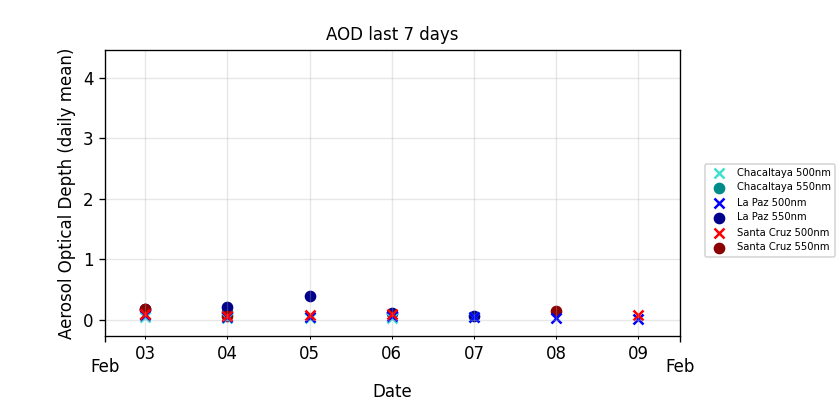 AOD last 7 days
Aerosol Optical Depth (daily mean)
4
3
2
1
0
03 04 05 06 07 08 09
Feb Feb
Date
Chacaltaya 500nm
Chacaltaya 550nm
La Paz 500nm
La Paz 550nm
Santa Cruz 500nm
Santa Cruz 550nm